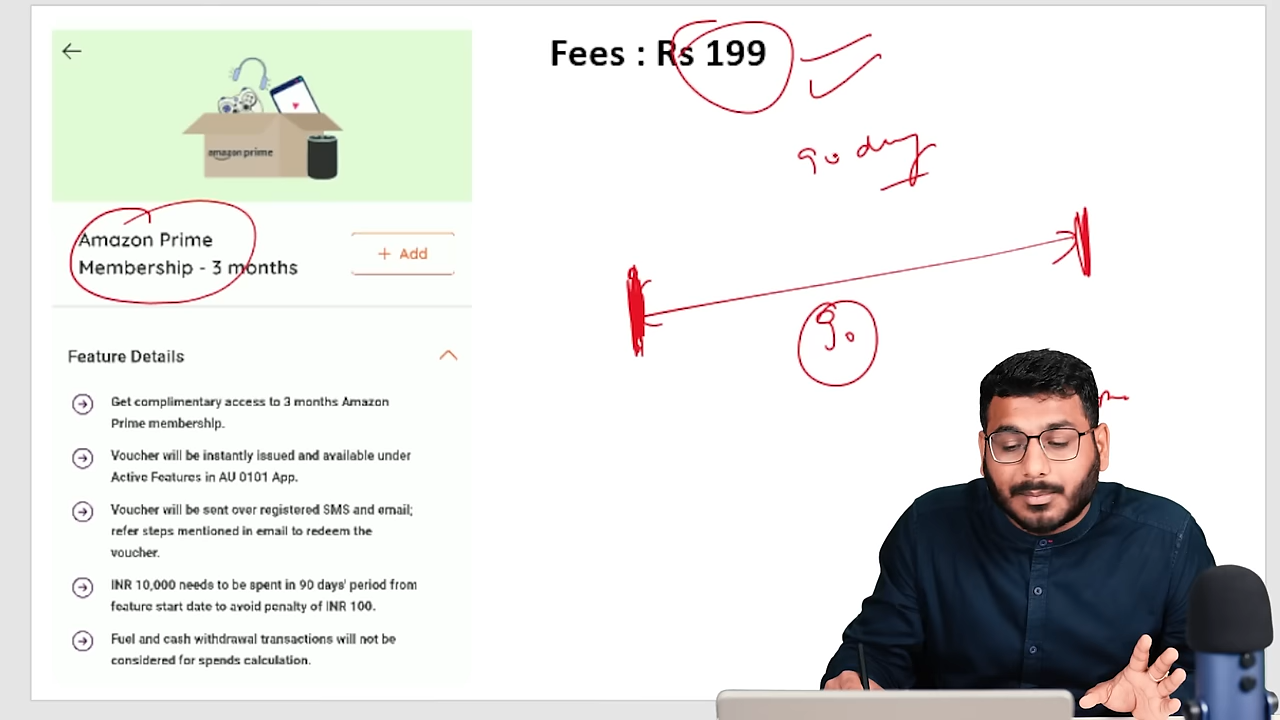 Fees : Rs 199
90 day
90
amazon prime
Amazon Prime
Membership - 3 months
+ Add
Feature Details
Get complimentary access to 3 months Amazon
Prime membership.
Voucher will be instantly issued and available under
Active Features in AU 0101 App.
Voucher will be sent over registered SMS and email;
refer steps mentioned in email to redeem the
voucher.
INR 10,000 needs to be spent in 90 days' period from
feature start date to avoid penalty of INR 100.
Fuel and cash withdrawal transactions will not be
considered for spends calculation.